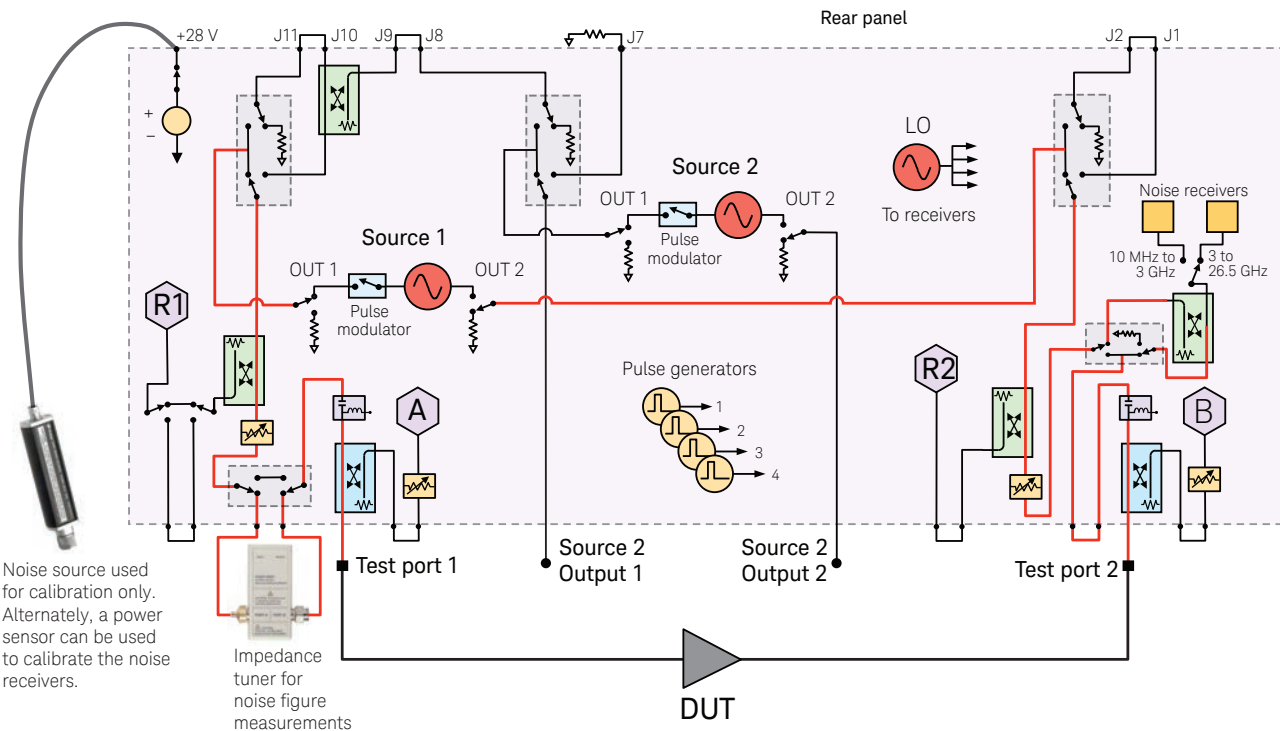 Rear panel
+28 V
J11
J10
J9
J8
J7
J2
J1
+
−
LO
To receivers
Source 2
OUT 1
OUT 2
Pulse
modulator
Noise receivers
10 MHz to
3 GHz
3 to
26.5 GHz
Source 1
OUT 1
OUT 2
Pulse
modulator
R1
A
Pulse generators
1
2
3
4
R2
B
Noise source used
for calibration only.
Alternately, a power
sensor can be used
to calibrate the noise
receivers.
Impedance
tuner for
noise figure
measurements
Test port 1
Source 2
Output 1
Source 2
Output 2
Test port 2
DUT